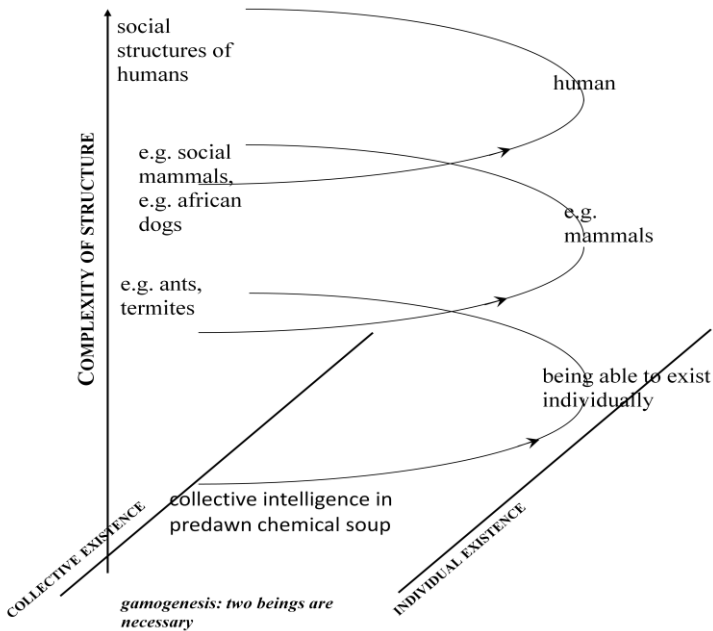 social
structures of
humans
human
e.g. social
mammals,
e.g. african
dogs
e.g.
mammals
e.g. ants,
termites
being able to exist
individually
collective intelligence in
predawn chemical soup
gamogenesis: two beings are
necessary
COMPLEXITY OF STRUCTURE
COLLECTIVE EXISTENCE
INDIVIDUAL EXISTENCE